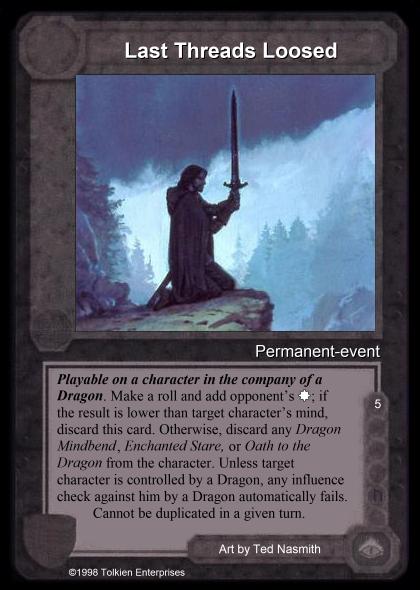 Last Threads Loosed
Permanent-event
Playable on a character in the company of a
Dragon. Make a roll and add opponent's ; if
the result is lower than target character's mind,
discard this card. Otherwise, discard any Dragon
Mindbend, Enchanted Stare, or Oath to the
Dragon from the character. Unless target
character is controlled by a Dragon, any influence
check against him by a Dragon automatically fails.
Cannot be duplicated in a given turn.
5
Art by Ted Nasmith
©1998 Tolkien Enterprises